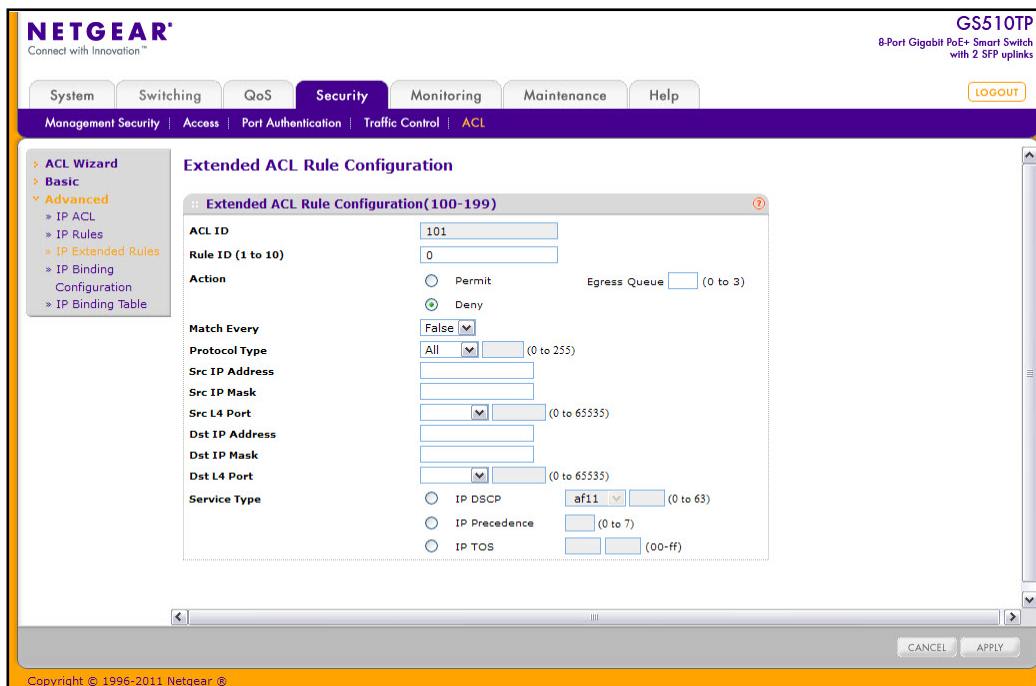 NETGEAR®
Connect with Innovation™
GS510TP
8-Port Gigabit PoE+ Smart Switch
with 2 SFP uplinks
System Switching QoS Security Monitoring Maintenance Help LOGOUT
Management Security | Access | Port Authentication | Traffic Control | ACL
ACL Wizard
Basic
Advanced
» IP ACL
» IP Rules
» IP Extended Rules
» IP Binding
Configuration
» IP Binding Table
Extended ACL Rule Configuration
:: Extended ACL Rule Configuration(100-199) ?
ACL ID 101
Rule ID (1 to 10) 0
Action Permit Egress Queue (0 to 3)
Deny
Match Every False
Protocol Type All (0 to 255)
Src IP Address
Src IP Mask
Src L4 Port (0 to 65535)
Dst IP Address
Dst IP Mask
Dst L4 Port (0 to 65535)
Service Type IP DSCP af11 (0 to 63)
IP Precedence (0 to 7)
IP TOS (00-ff)
CANCEL APPLY
Copyright © 1996-2011 Netgear ®